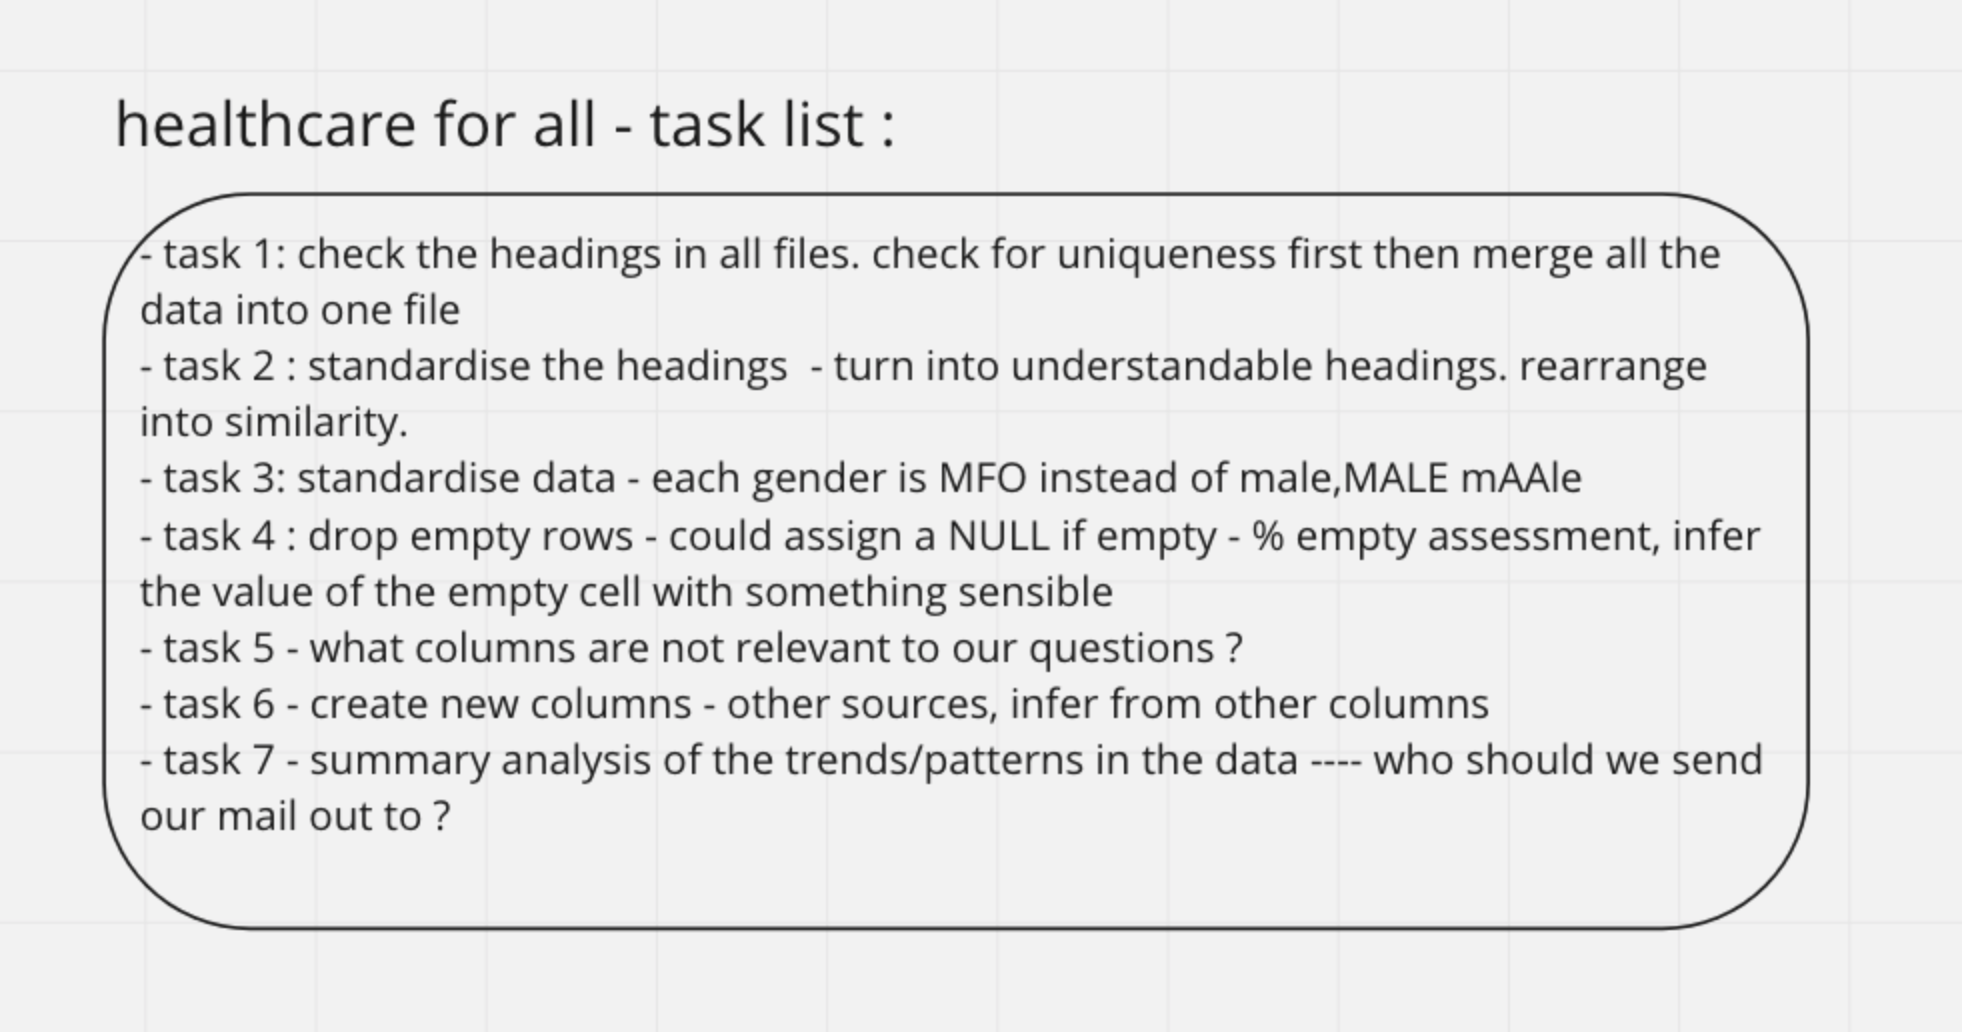 healthcare for all - task list :
- task 1: check the headings in all files. check for uniqueness first then merge all the
data into one file
- task 2 : standardise the headings  - turn into understandable headings. rearrange
into similarity.
- task 3: standardise data - each gender is MFO instead of male,MALE mAAle
- task 4 : drop empty rows - could assign a NULL if empty - % empty assessment, infer
the value of the empty cell with something sensible
- task 5 - what columns are not relevant to our questions ?
- task 6 - create new columns - other sources, infer from other columns
- task 7 - summary analysis of the trends/patterns in the data ---- who should we send
our mail out to ?